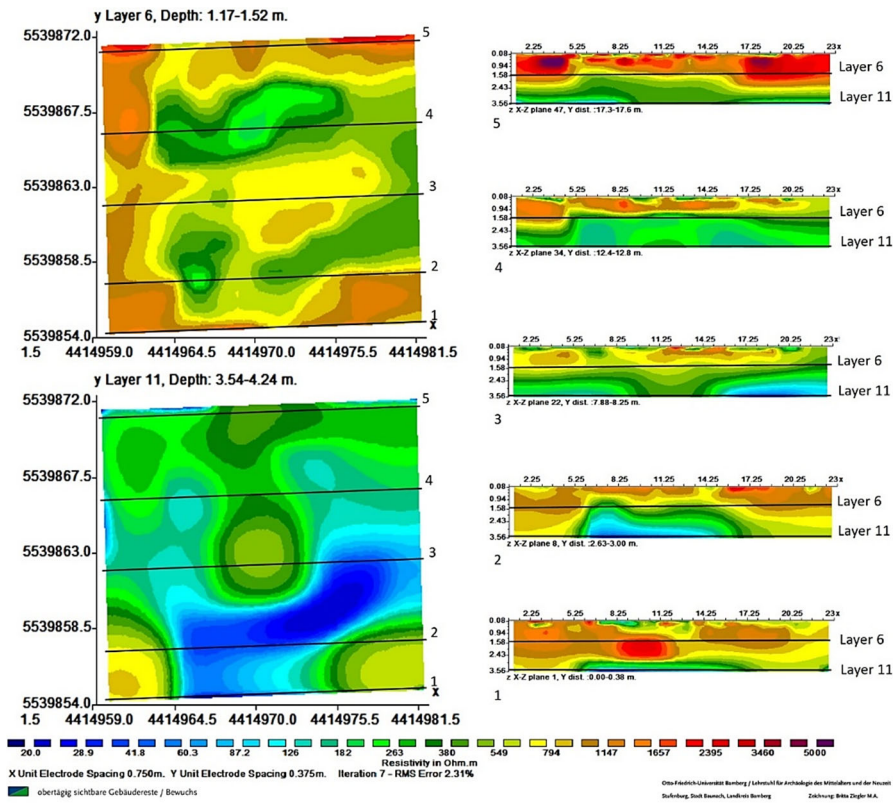 y Layer 6, Depth: 1.17-1.52 m.
5539872.0
5539867.5
5539863.0
5539858.5
5539854.0
5
4
3
2
1
x
1.5 4414959.0 4414964.5 4414970.0 4414975.5 4414981.5
y Layer 11, Depth: 3.54-4.24 m.
5539872.0
5539867.5
5539863.0
5539858.5
5539854.0
5
4
3
2
1
x
1.5 4414959.0 4414964.5 4414970.0 4414975.5 4414981.5
2.25 5.25 8.25 11.25 14.25 17.25 20.25 23x
0.08
0.94
1.58
2.43
3.56
Layer 6
Layer 11
z X-Z plane 47, Y dist. :17.3-17.6 m.
5
2.25 5.25 8.25 11.25 14.25 17.25 20.25 23x
0.08
0.94
1.58
2.43
3.56
Layer 6
Layer 11
z X-Z plane 34, Y dist. :12.4-12.8 m.
4
2.25 5.25 8.25 11.25 14.25 17.25 20.25 23x
0.08
0.94
1.58
2.43
3.56
Layer 6
Layer 11
z X-Z plane 22, Y dist. :7.88-8.25 m.
3
2.25 5.25 8.25 11.25 14.25 17.25 20.25 23x
0.08
0.94
1.58
2.43
3.56
Layer 6
Layer 11
z X-Z plane 8, Y dist. :2.63-3.00 m.
2
2.25 5.25 8.25 11.25 14.25 17.25 20.25 23x
0.08
0.94
1.58
2.43
3.56
Layer 6
Layer 11
z X-Z plane 1, Y dist. :0.00-0.38 m.
1
20.0 28.9 41.8 60.3 87.2 126 182 263 380 549 794 1147 1657 2395 3460 5000
Resistivity in Ohm.m
X Unit Electrode Spacing 0.750m. Y Unit Electrode Spacing 0.375m. Iteration 7 - RMS Error 2.31%
obertägig sichtbare Gebäudereste / Bewuchs
Otto-Friedrich-Universität Bamberg / Lehrstuhl für Archäologie des Mittelalters und der Neuzeit
Stufenburg, Stadt Baunach, Landkreis Bamberg Zeichnung: Britta Ziegler M.A.